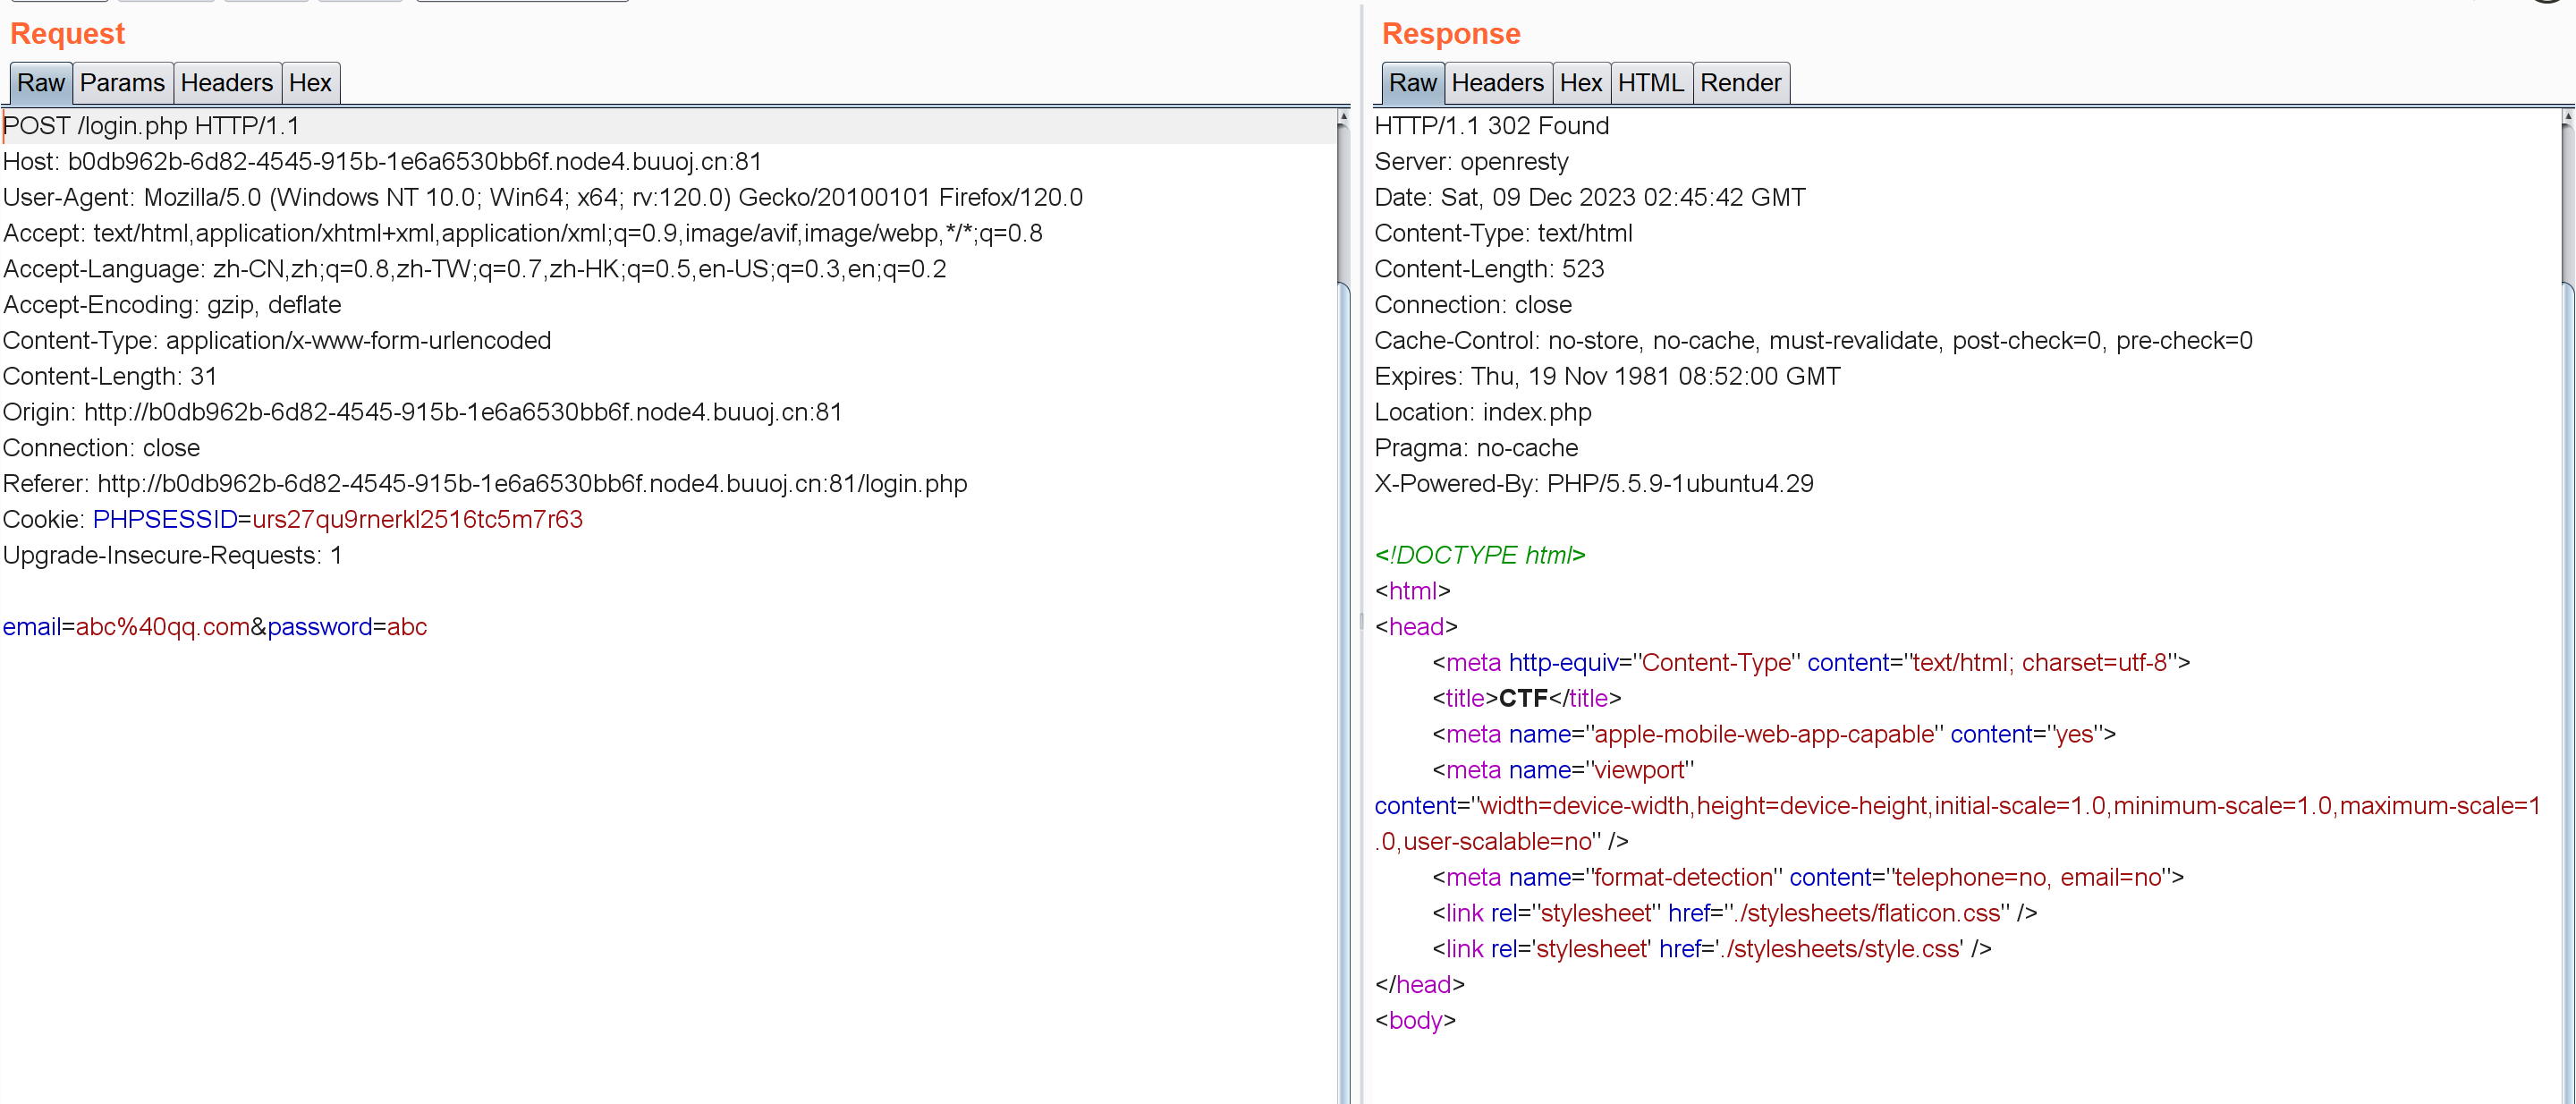 Request
Raw Params Headers Hex
POST /login.php HTTP/1.1
Host: b0db962b-6d82-4545-915b-1e6a6530bb6f.node4.buuoj.cn:81
User-Agent: Mozilla/5.0 (Windows NT 10.0; Win64; x64; rv:120.0) Gecko/20100101 Firefox/120.0
Accept: text/html,application/xhtml+xml,application/xml;q=0.9,image/avif,image/webp,*/*;q=0.8
Accept-Language: zh-CN,zh;q=0.8,zh-TW;q=0.7,zh-HK;q=0.5,en-US;q=0.3,en;q=0.2
Accept-Encoding: gzip, deflate
Content-Type: application/x-www-form-urlencoded
Content-Length: 31
Origin: http://b0db962b-6d82-4545-915b-1e6a6530bb6f.node4.buuoj.cn:81
Connection: close
Referer: http://b0db962b-6d82-4545-915b-1e6a6530bb6f.node4.buuoj.cn:81/login.php
Cookie: PHPSESSID=urs27qu9rnerkl2516tc5m7r63
Upgrade-Insecure-Requests: 1
email=abc%40qq.com&password=abc
Response
Raw Headers Hex HTML Render
HTTP/1.1 302 Found
Server: openresty
Date: Sat, 09 Dec 2023 02:45:42 GMT
Content-Type: text/html
Content-Length: 523
Connection: close
Cache-Control: no-store, no-cache, must-revalidate, post-check=0, pre-check=0
Expires: Thu, 19 Nov 1981 08:52:00 GMT
Location: index.php
Pragma: no-cache
X-Powered-By: PHP/5.5.9-1ubuntu4.29
<!DOCTYPE html>
<html>
<head>
<meta http-equiv="Content-Type" content="text/html; charset=utf-8">
<title>CTF</title>
<meta name="apple-mobile-web-app-capable" content="yes">
<meta name="viewport"
content="width=device-width,height=device-height,initial-scale=1.0,minimum-scale=1.0,maximum-scale=1
.0,user-scalable=no" />
<meta name="format-detection" content="telephone=no, email=no">
<link rel="stylesheet" href="./stylesheets/flaticon.css" />
<link rel='stylesheet' href='./stylesheets/style.css' />
</head>
<body>